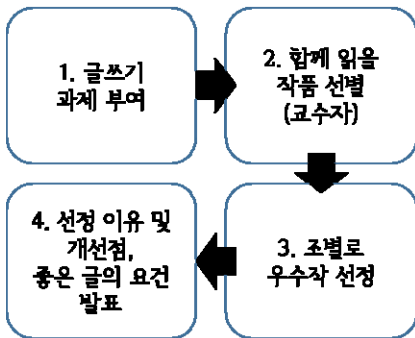 1. 글쓰기
과제 부여
2. 함께 읽을
작품 선별
(교수자)
3. 조별로
우수작 선정
4. 선정 이유 및
개선점,
좋은 글의 요건
발표